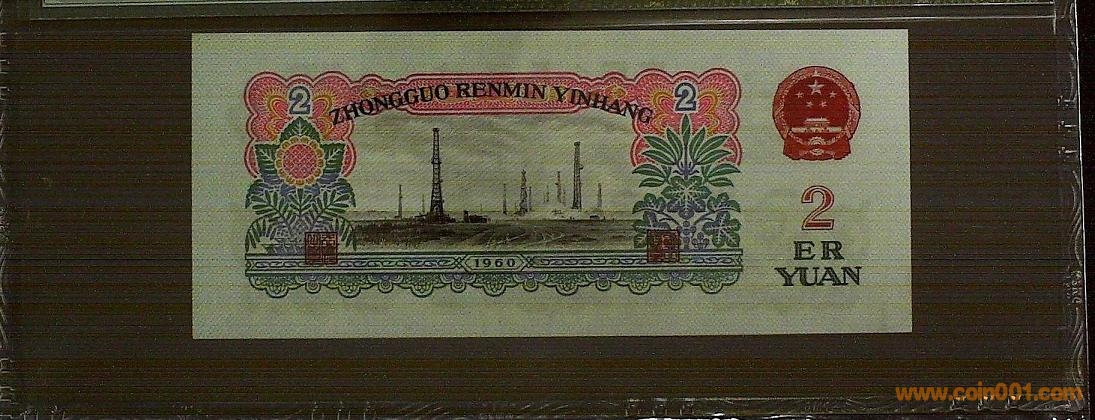 2
ZHONGGUO RENMIN YINHANG
2
2
ER
YUAN
1960
www.coin001.com